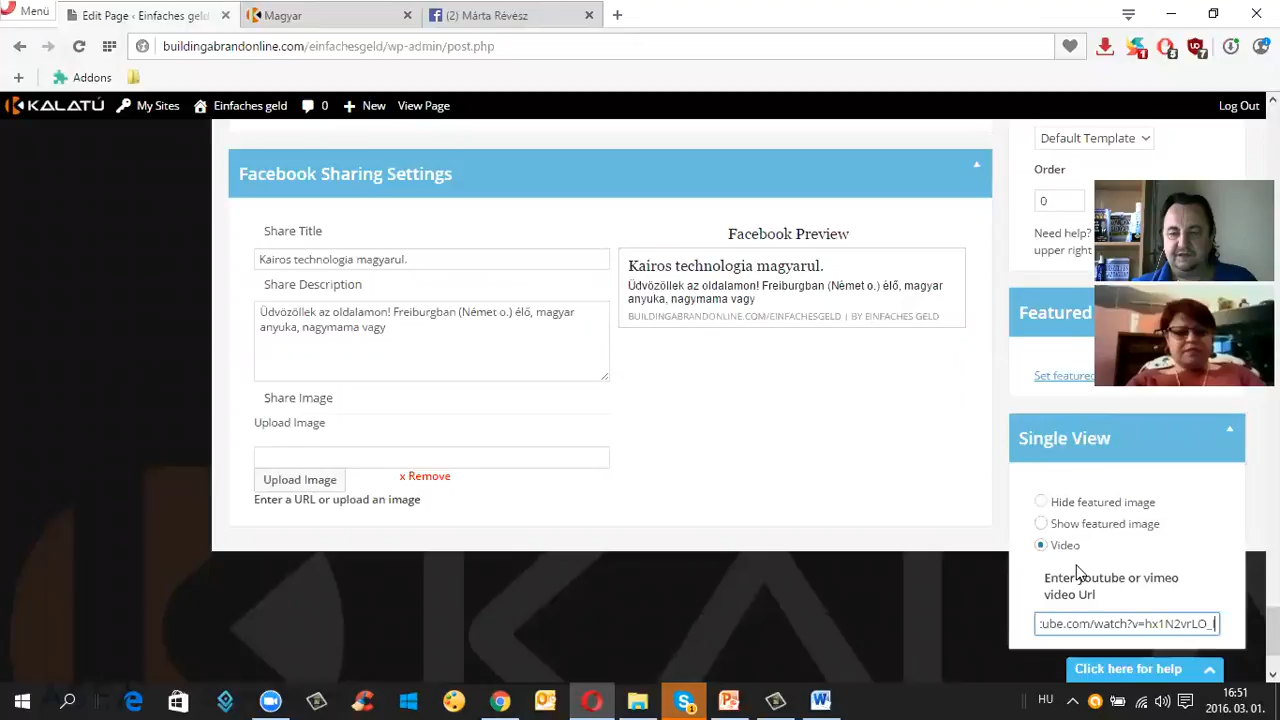 Menü
Edit Page ‹ Einfaches geld
Magyar
(2) Márta Révész
buildingabrandonline.com/einfachesgeld/wp-admin/post.php
Addons
KALATÚ
My Sites
Einfaches geld
0
New
View Page
Log Out
Default Template
Order
0
Need help?
upper right
Facebook Sharing Settings
Share Title
Kairos technologia magyarul.
Share Description
Üdvözöllek az oldalamon! Freiburgban (Német o.) élő, magyar
anyuka, nagymama vagy
Share Image
Upload Image
Upload Image
x Remove
Enter a URL or upload an image
Facebook Preview
Kairos technologia magyarul.
Üdvözöllek az oldalamon! Freiburgban (Német o.) élő, magyar
anyuka, nagymama vagy
BUILDINGABRANDONLINE.COM/EINFACHESGELD | BY EINFACHES GELD
Featured
Set featured
Single View
Hide featured image
Show featured image
Video
Enter youtube or vimeo
video Url
:ube.com/watch?v=hx1N2vrLO_
Click here for help
HU
16:51
2016. 03. 01.